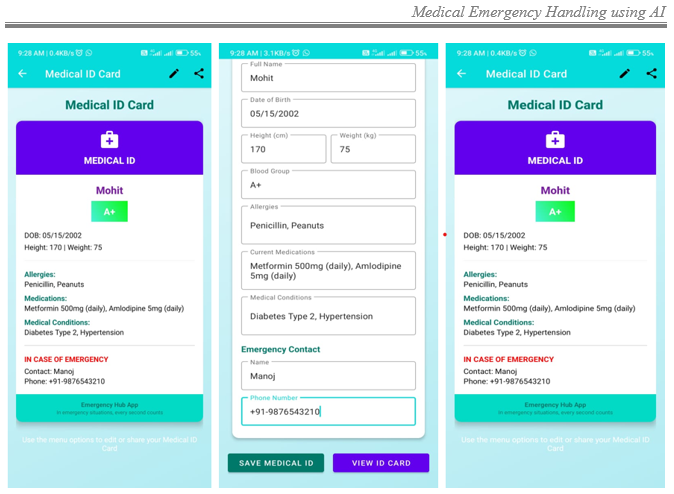 Medical Emergency Handling using AI
9:28 AM | 0.4KB/s
55%
Medical ID Card
Medical ID Card
MEDICAL ID
Mohit
A+
DOB: 05/15/2002
Height: 170 | Weight: 75
Allergies:
Penicillin, Peanuts
Medications:
Metformin 500mg (daily), Amlodipine 5mg (daily)
Medical Conditions:
Diabetes Type 2, Hypertension
IN CASE OF EMERGENCY
Contact: Manoj
Phone: +91-9876543210
Emergency Hub App
In emergency situations, every second counts
Use the menu options to edit or share your Medical ID
Card
9:28 AM | 3.1KB/s
55%
Full Name
Mohit
Date of Birth
05/15/2002
Height (cm)
170
Weight (kg)
75
Blood Group
A+
Allergies
Penicillin, Peanuts
Current Medications
Metformin 500mg (daily), Amlodipine
5mg (daily)
Medical Conditions
Diabetes Type 2, Hypertension
Emergency Contact
Name
Manoj
Phone Number
+91-9876543210
SAVE MEDICAL ID
VIEW ID CARD
9:28 AM | 0.4KB/s
55%
Medical ID Card
Medical ID Card
MEDICAL ID
Mohit
A+
DOB: 05/15/2002
Height: 170 | Weight: 75
Allergies:
Penicillin, Peanuts
Medications:
Metformin 500mg (daily), Amlodipine 5mg (daily)
Medical Conditions:
Diabetes Type 2, Hypertension
IN CASE OF EMERGENCY
Contact: Manoj
Phone: +91-9876543210
Emergency Hub App
In emergency situations, every second counts
Use the menu options to edit or share your Medical ID
Card